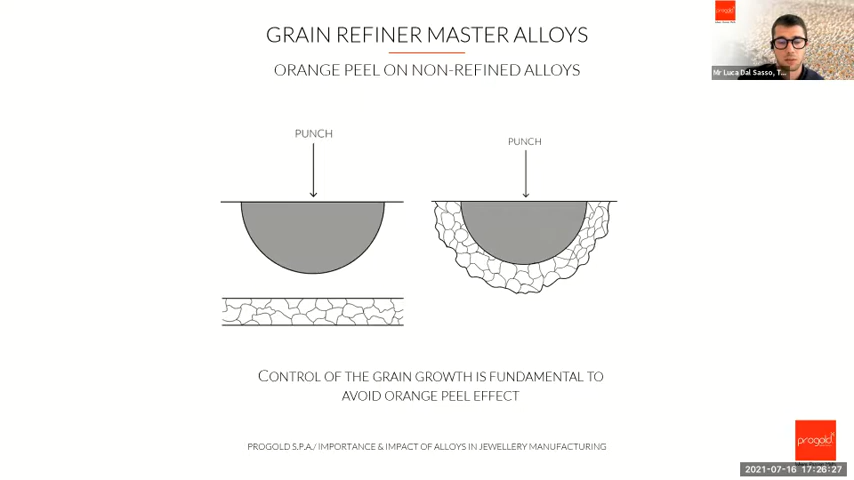 GRAIN REFINER MASTER ALLOYS
ORANGE PEEL ON NON-REFINED ALLOYS
progold
Mr Luca Dal Sasso, T...
PUNCH
PUNCH
CONTROL OF THE GRAIN GROWTH IS FUNDAMENTAL TO
AVOID ORANGE PEEL EFFECT
PROGOLD S.P.A./ IMPORTANCE & IMPACT OF ALLOYS IN JEWELLERY MANUFACTURING
progold
2021-07-16 17:26:27